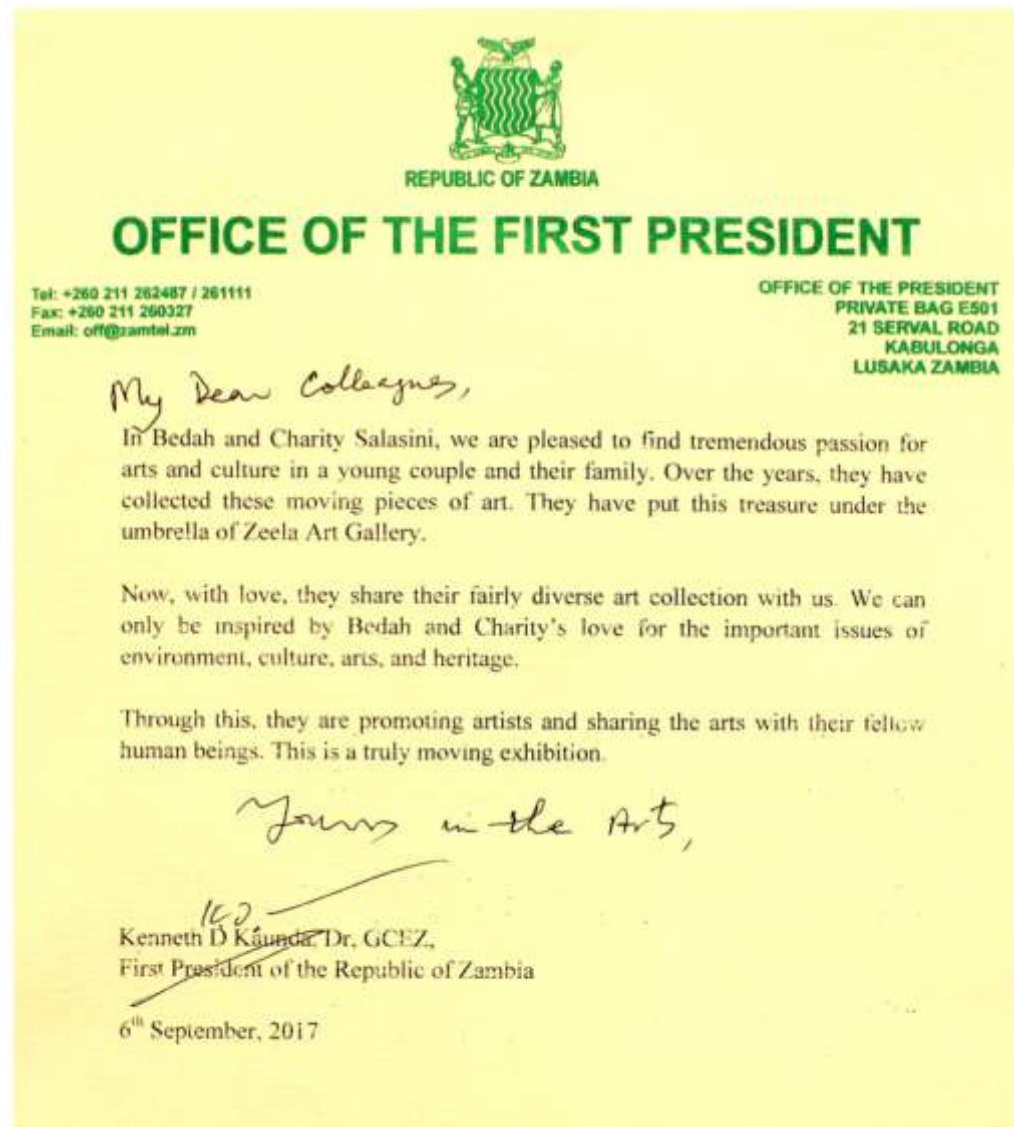 REPUBLIC OF ZAMBIA
OFFICE OF THE FIRST PRESIDENT
Tel: +260 211 262487 / 261111
Fax: +260 211 260327
Email: off@zamtel.zm
OFFICE OF THE PRESIDENT
PRIVATE BAG E501
21 SERVAL ROAD
KABULONGA
LUSAKA ZAMBIA
My Dear Colleagues,
In Bedah and Charity Salasini, we are pleased to find tremendous passion for
arts and culture in a young couple and their family. Over the years, they have
collected these moving pieces of art. They have put this treasure under the
umbrella of Zeela Art Gallery.
Now, with love, they share their fairly diverse art collection with us. We can
only be inspired by Bedah and Charity's love for the important issues of
environment, culture, arts, and heritage.
Through this, they are promoting artists and sharing the arts with their fellow
human beings. This is a truly moving exhibition.
Yours in the Arts,
Kenneth D Kaunda, Dr, GCEZ,
First President of the Republic of Zambia
6th September, 2017